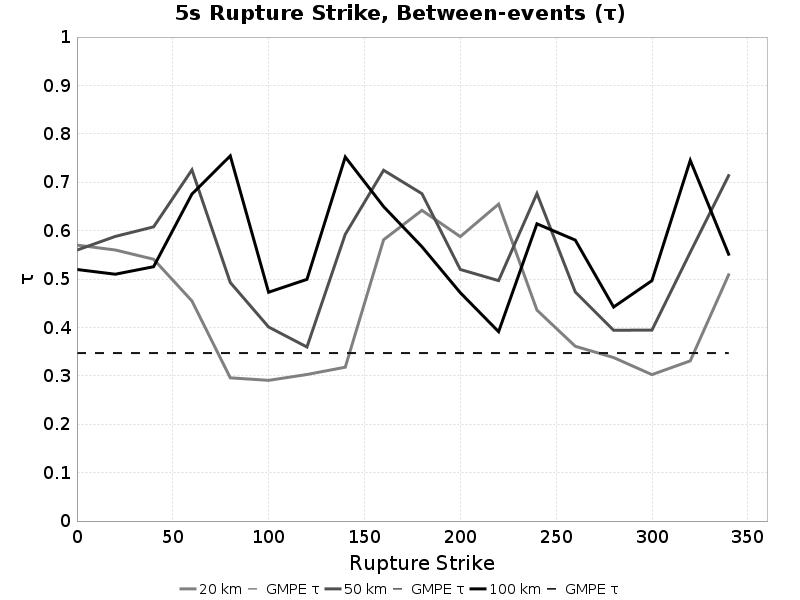 5s Rupture Strike, Between-events (τ)
1
0.9
0.8
0.7
0.6
0.5
0.4
0.3
0.2
0.1
0
τ
0 50 100 150 200 250 300 350
Rupture Strike
20 km GMPE τ 50 km GMPE τ 100 km GMPE τ